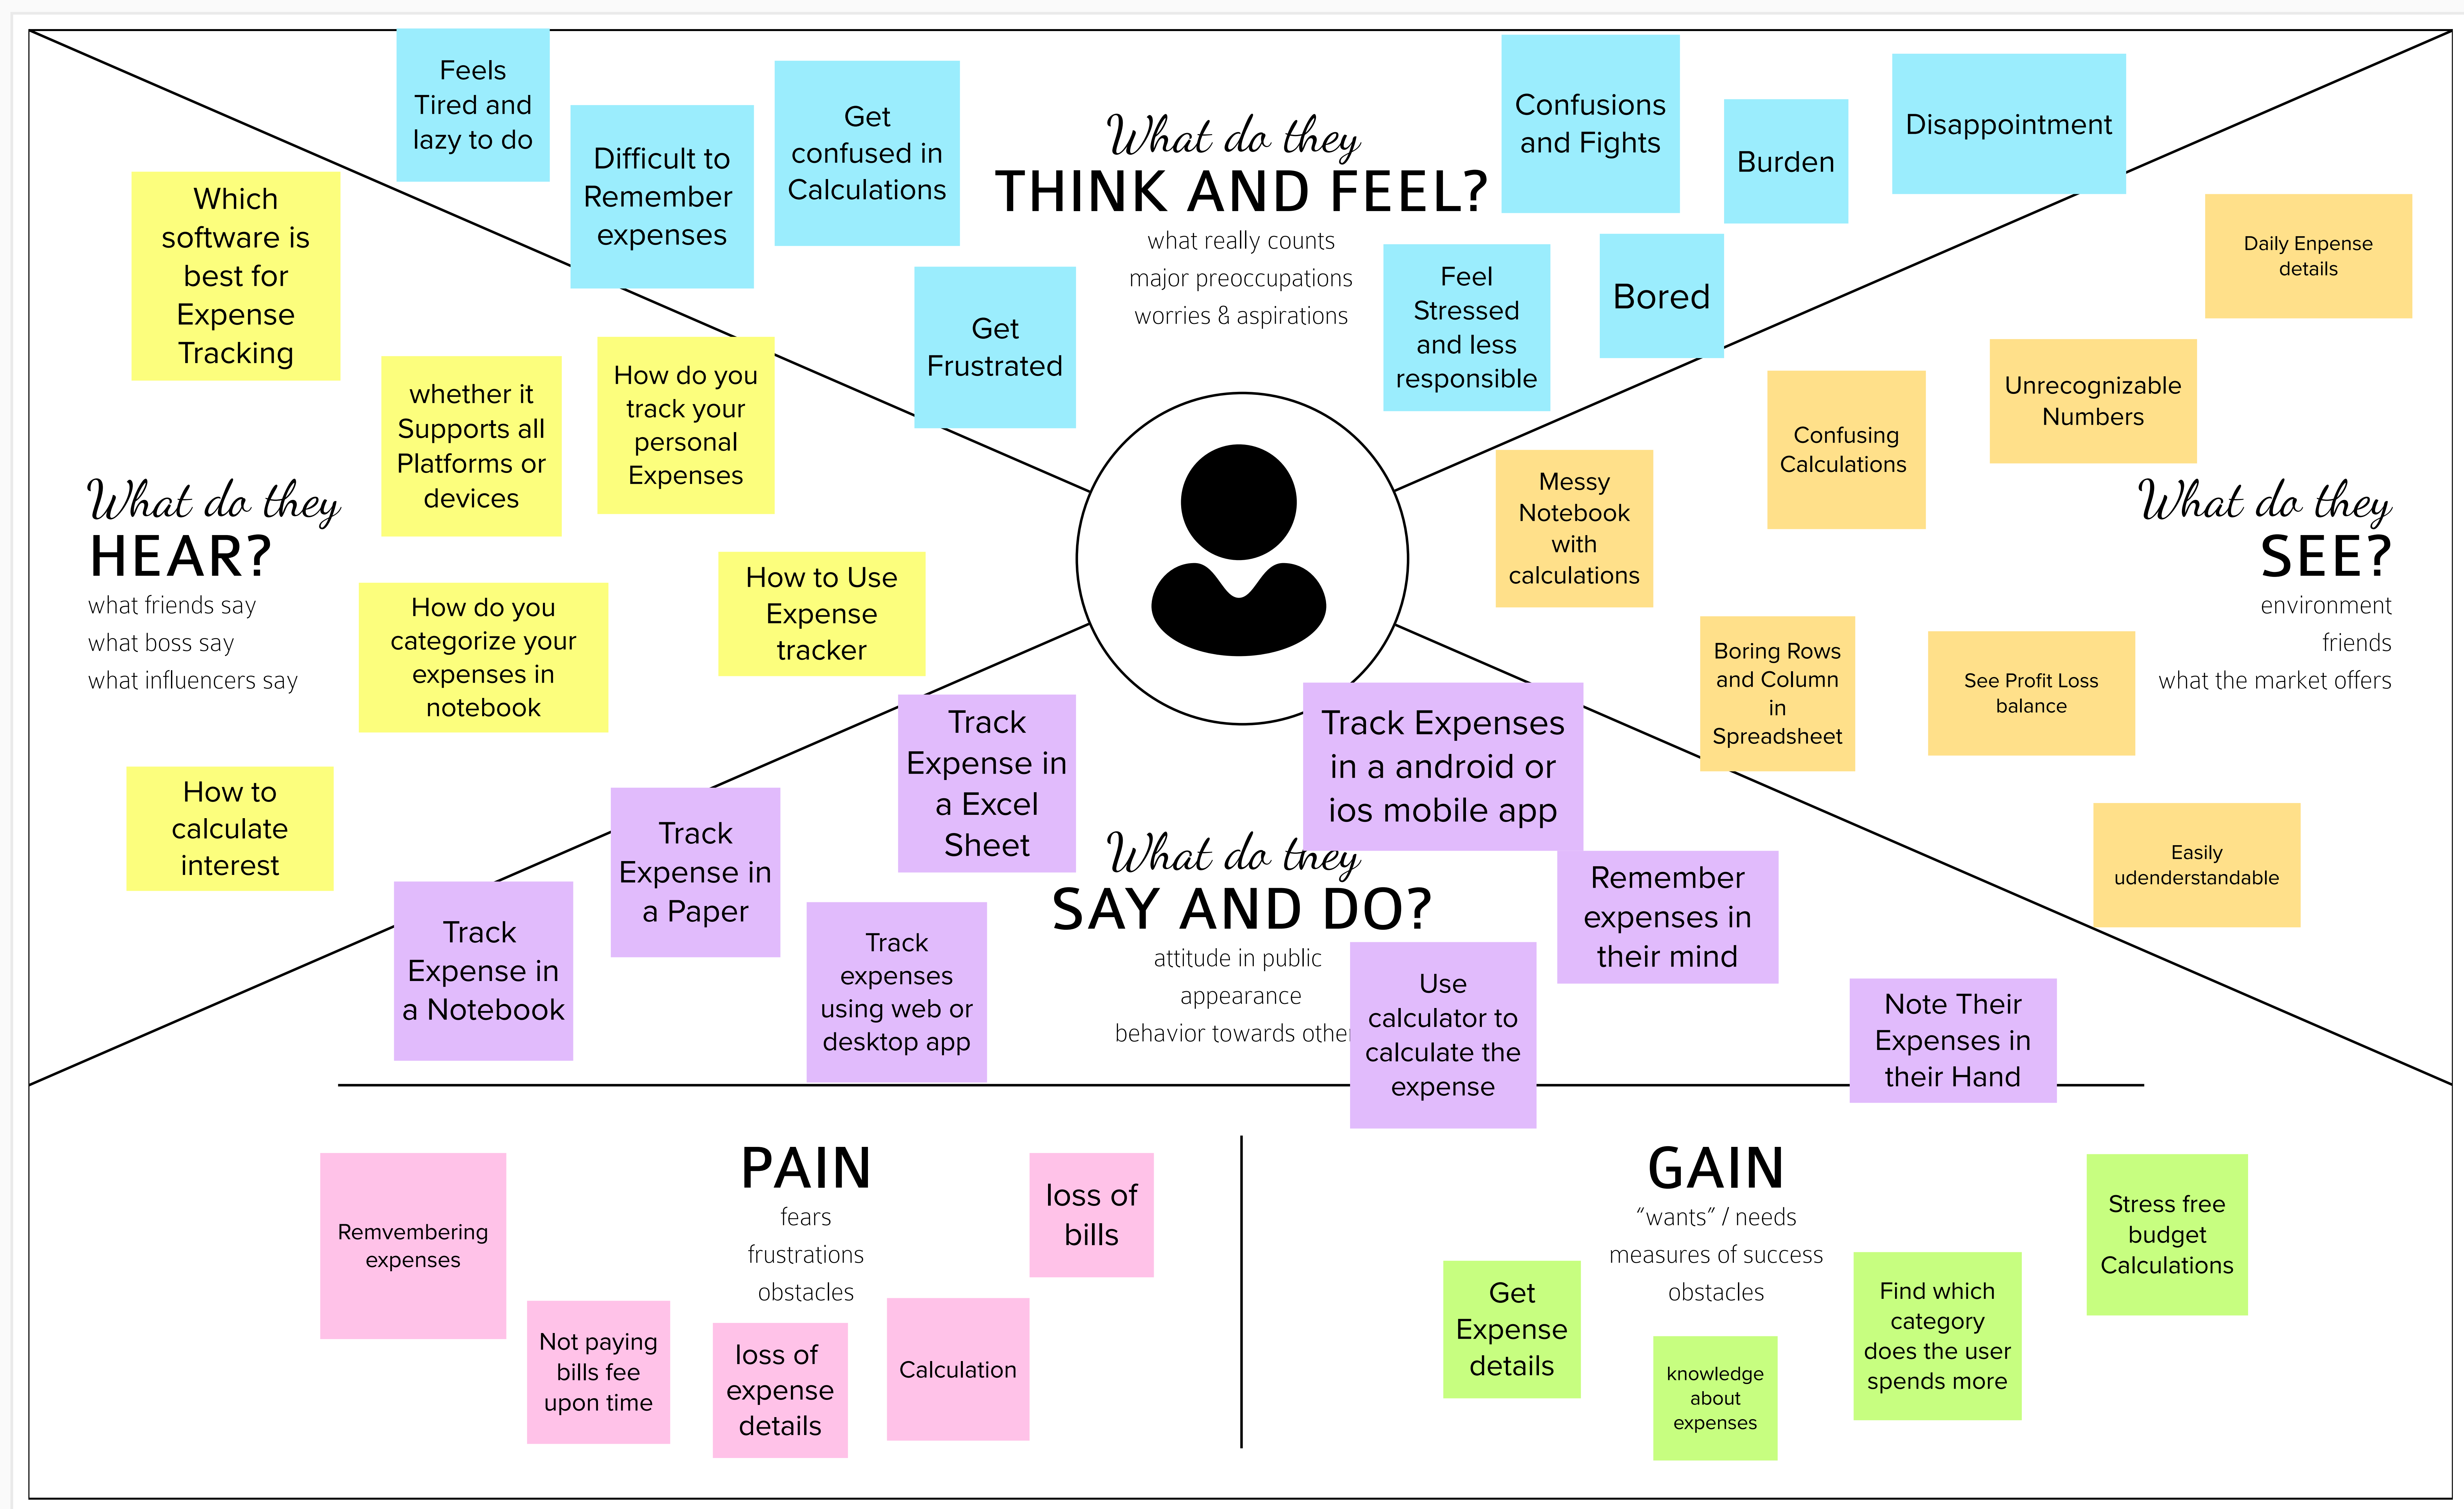 What do they
THINK AND FEEL?
what really counts
major preoccupations
worries & aspirations
Feels
Tired and
lazy to do
Difficult to
Remember
expenses
Get
confused in
Calculations
Get
Frustrated
Confusions
and Fights
Burden
Disappointment
Feel
Stressed
and less
responsible
Bored
What do they
HEAR?
what friends say
what boss say
what influencers say
Which
software is
best for
Expense
Tracking
whether it
Supports all
Platforms or
devices
How do you
track your
personal
Expenses
How do you
categorize your
expenses in
notebook
How to Use
Expense
tracker
How to
calculate
interest
What do they
SEE?
environment
friends
what the market offers
Daily Enpense
details
Unrecognizable
Numbers
Confusing
Calculations
Messy
Notebook
with
calculations
Boring Rows
and Column
in
Spreadsheet
See Profit Loss
balance
Easily
udenderstandable
What do they
SAY AND DO?
attitude in public
appearance
behavior towards other
Track
Expense in
a Notebook
Track
Expense in
a Paper
Track
Expense in
a Excel
Sheet
Track
expenses
using web or
desktop app
Track Expenses
in a android or
ios mobile app
Remember
expenses in
their mind
Use
calculator to
calculate the
expense
Note Their
Expenses in
their Hand
PAIN
fears
frustrations
obstacles
Remvembering
expenses
Not paying
bills fee
upon time
loss of
expense
details
Calculation
loss of
bills
GAIN
“wants” / needs
measures of success
obstacles
Get
Expense
details
knowledge
about
expenses
Find which
category
does the user
spends more
Stress free
budget
Calculations